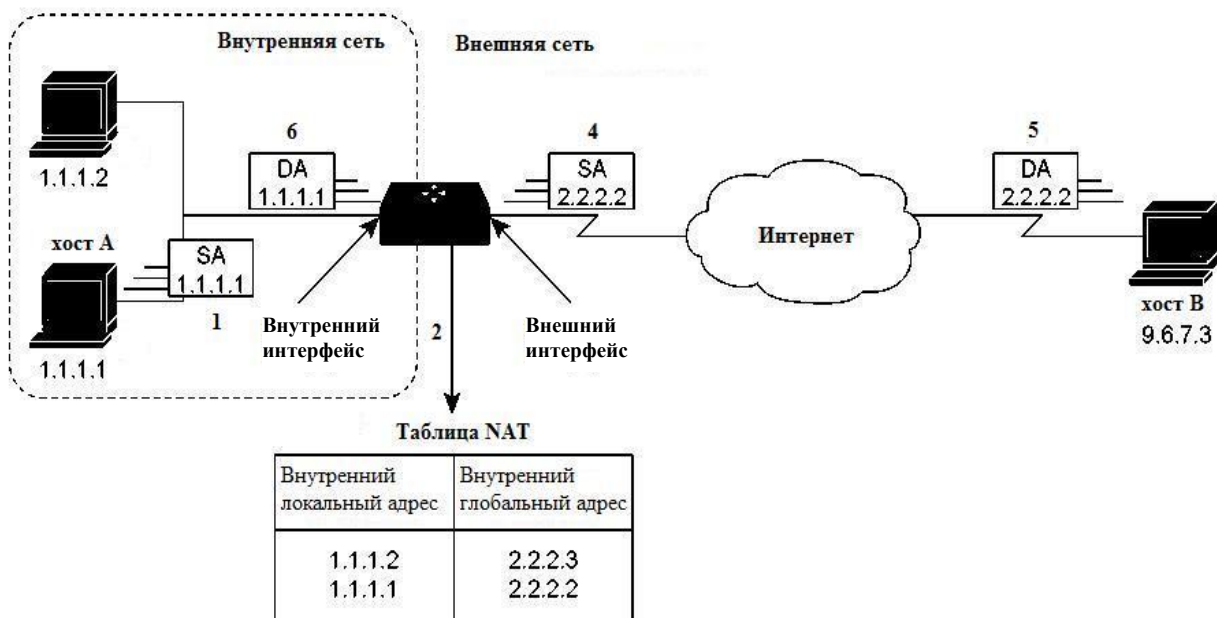 Внутренняя сеть
Внешняя сеть
6
4
5
DA
1.1.1.1
SA
2.2.2.2
DA
2.2.2.2
1.1.1.2
хост А
SA
1.1.1.1
Интернет
1
Внутренний
интерфейс
2
Внешний
интерфейс
хост В
9.6.7.3
1.1.1.1
Таблица NAT
Внутренний
локальный адрес
Внутренний
глобальный адрес
1.1.1.2
2.2.2.3
1.1.1.1
2.2.2.2